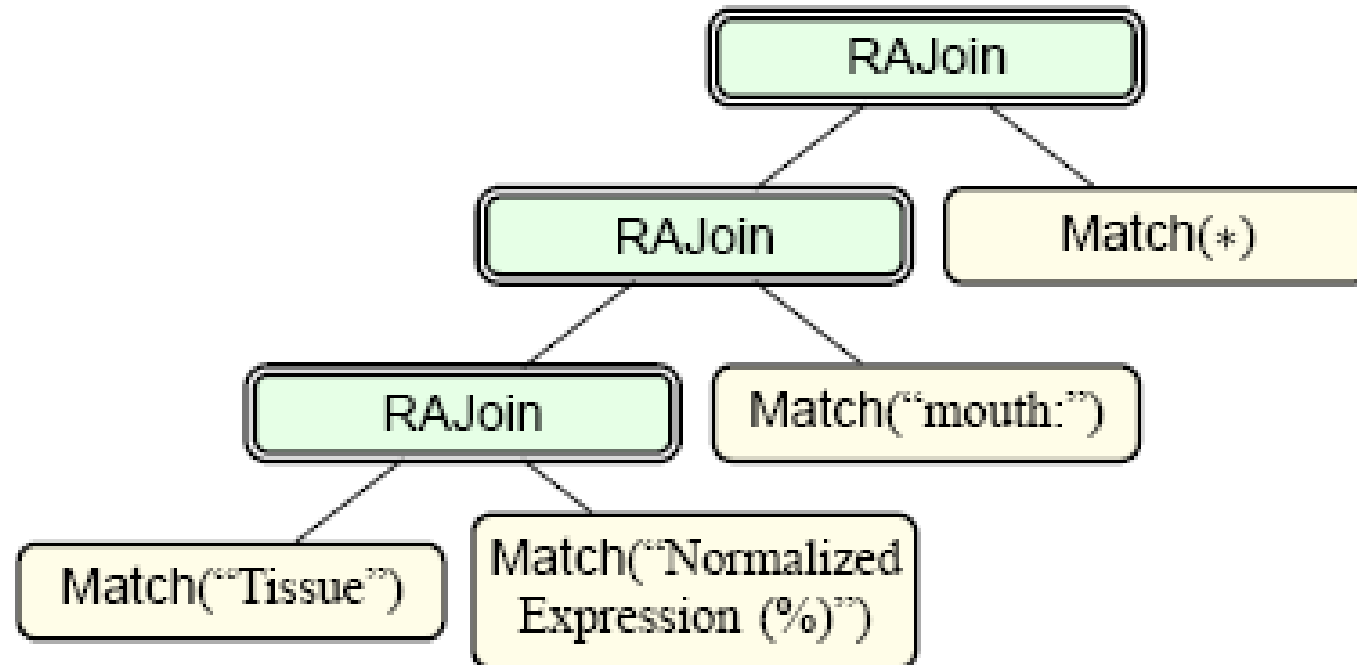 RAJoin
RAJoin
Match(*)
RAJoin
Match(“mouth:”)
Match(“Tissue”)
Match(“Normalized
Expression (%)”)